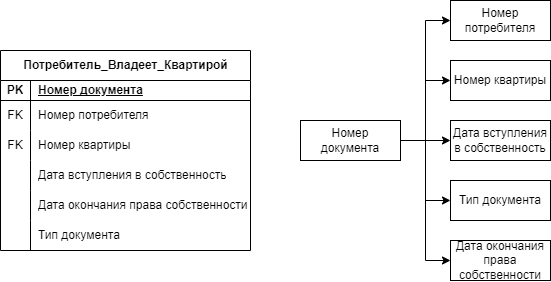 Потребитель_Владеет_Квартирой
PK Номер документа
FK Номер потребителя
FK Номер квартиры
Дата вступления в собственность
Дата окончания права собственности
Тип документа
Номер
документа
Номер
потребителя
Номер квартиры
Дата вступления
в собственность
Тип документа
Дата окончания
права
собственности